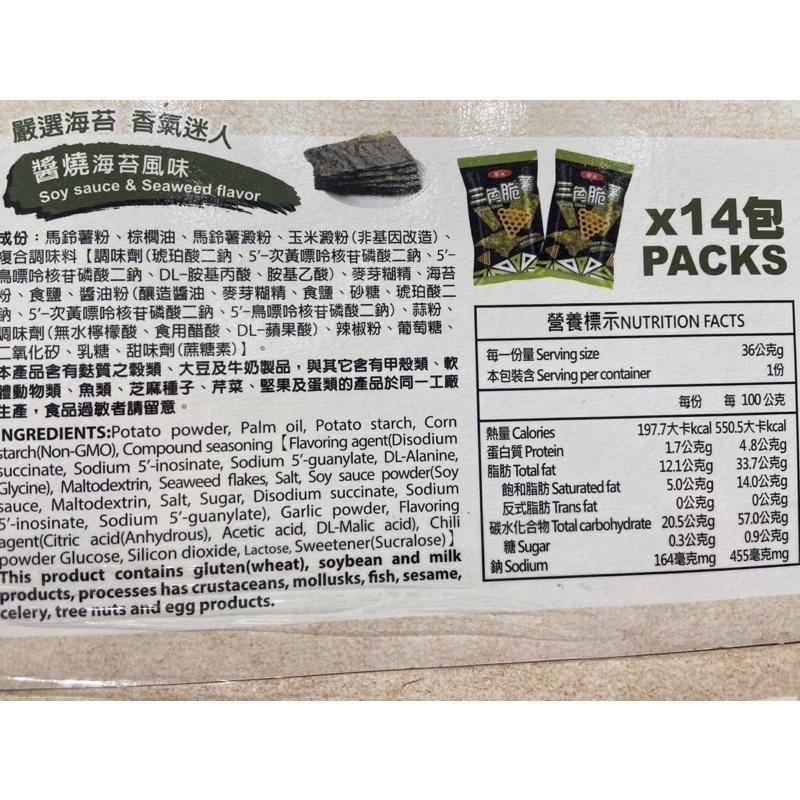 嚴選海苔 香氣迷人
醬燒海苔風味
Soy sauce & Seaweed flavor
成份：馬鈴薯粉、棕櫚油、馬鈴薯澱粉、玉米澱粉(非基因改造)、
複合調味料【調味劑(琥珀酸二鈉、5'-次黃嘌呤核苷磷酸二鈉、5'-
鳥嘌呤核苷磷酸二鈉、DL-胺基丙酸、胺基乙酸)、麥芽糊精、海苔
粉、食鹽、醬油粉(釀造醬油、麥芽糊精、食鹽、砂糖、琥珀酸二
鈉、5'-次黃嘌呤核苷磷酸二鈉、5'-鳥嘌呤核苷磷酸二鈉)、蒜粉、
調味劑(無水檸檬酸、食用醋酸、DL-蘋果酸)、辣椒粉、葡萄糖、
二氧化矽、乳糖、甜味劑(蔗糖素)】。
本產品含有麩質之穀類、大豆及牛奶製品，與其它含有甲殼類、軟
體動物類、魚類、芝麻種子、芹菜、堅果及蛋類的產品於同一工廠
生產，食品過敏者請留意。
INGREDIENTS:Potato powder, Palm oil, Potato starch, Corn
starch(Non-GMO), Compound seasoning【Flavoring agent(Disodium
succinate, Sodium 5'-inosinate, Sodium 5'-guanylate, DL-Alanine,
Glycine), Maltodextrin, Seaweed flakes, Salt, Soy sauce powder(Soy
sauce, Maltodextrin, Salt, Sugar, Disodium succinate, Sodium
5'-inosinate, Sodium 5'-guanylate), Garlic powder, Flavoring
agent(Citric acid(Anhydrous), Acetic acid, DL-Malic acid), Chili
powder Glucose, Silicon dioxide, Lactose, Sweetener(Sucralose)】
This product contains gluten(wheat), soybean and milk
products, processes has crustaceans, mollusks, fish, sesame,
celery, tree nuts and egg products.
三角脆薯 三角脆薯
x14包
PACKS
營養標示NUTRITION FACTS
每一份量 Serving size 36公克g
本包裝含 Serving per container 1份
每份 每 100公克
熱量 Calories 197.7大卡kcal 550.5大卡kcal
蛋白質 Protein 1.7公克g 4.8公克g
脂肪 Total fat 12.1公克g 33.7公克g
飽和脂肪 Saturated fat 5.0公克g 14.0公克g
反式脂肪 Trans fat 0公克g 0公克g
碳水化合物 Total carbohydrate 20.5公克g 57.0公克g
糖 Sugar 0.3公克g 0.9公克g
鈉 Sodium 164毫克mg 455毫克mg